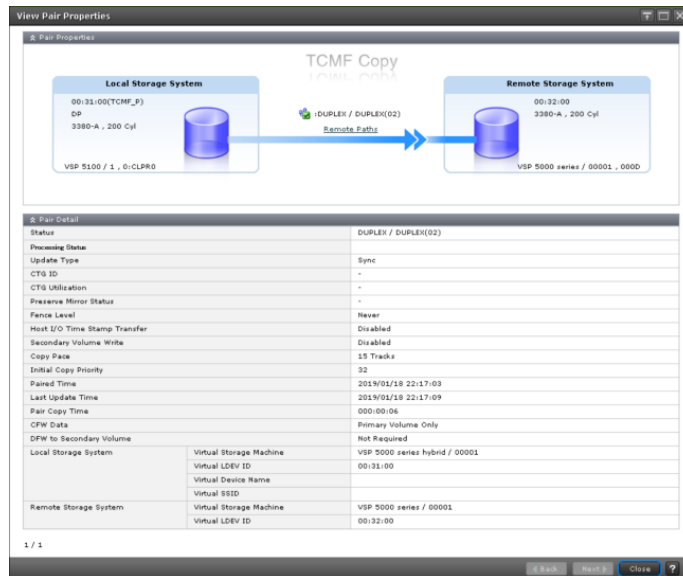 View Pair Properties
Pair Properties
TCMF Copy
Local Storage System
00:31:00(TCMF_P)
DP
3380-A , 200 Cyl
VSP 5100 / 1 , 0:CLPR0
:DUPLEX / DUPLEX(02)
Remote Paths
Remote Storage System
00:32:00
3380-A , 200 Cyl
VSP 5000 series / 00001 , 000D
Pair Detail
Status DUPLEX / DUPLEX(02)
Processing Status
Update Type Sync
CTG ID -
CTG Utilization -
Preserve Mirror Status -
Fence Level Never
Host I/O Time Stamp Transfer Disabled
Secondary Volume Write Disabled
Copy Pace 15 Tracks
Initial Copy Priority 32
Paired Time 2019/01/18 22:17:03
Last Update Time 2019/01/18 22:17:09
Pair Copy Time 000:00:06
CFW Data Primary Volume Only
DFW to Secondary Volume Not Required
Local Storage System Virtual Storage Machine VSP 5000 series hybrid / 00001
Virtual LDEV ID 00:31:00
Virtual Device Name
Virtual SSID
Remote Storage System Virtual Storage Machine VSP 5000 series / 00001
Virtual LDEV ID 00:32:00
1 / 1
Back Next Close ?